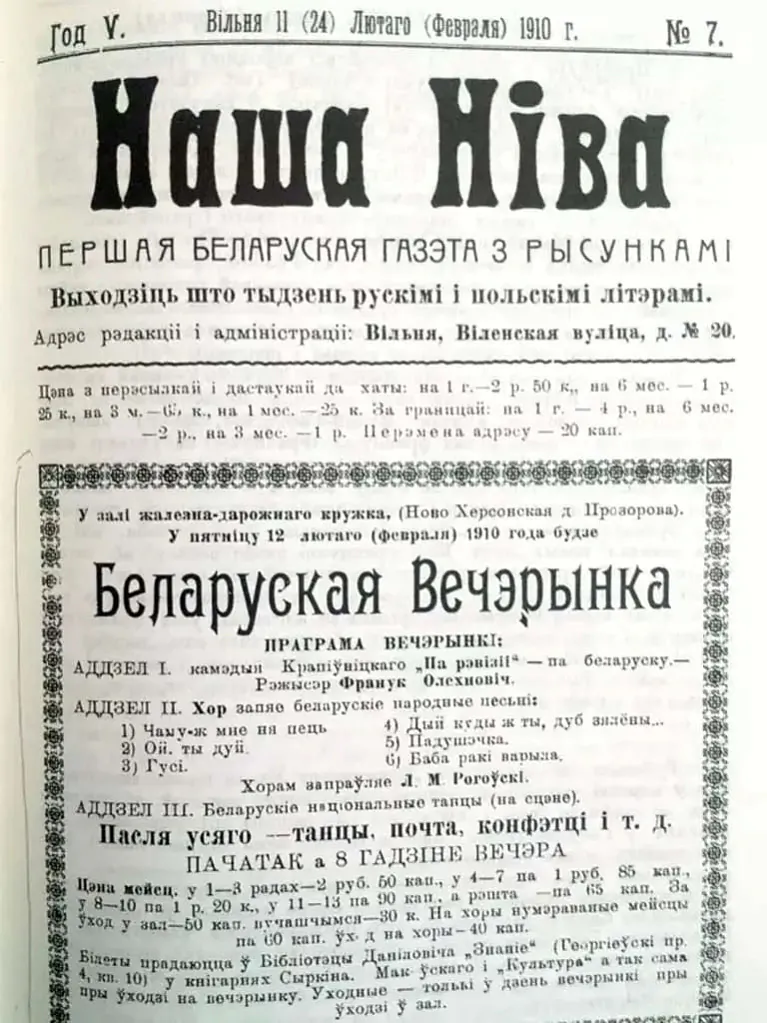 Год V.
Вільня 11 (24) Лютаго (Февраля) 1910 г.
№ 7.
Наша Ніва
ПЕРШАЯ БЕЛАРУСКАЯ ГАЗЭТА З РЫСУНКАМІ
Выходзіць што тыдзень рускімі і польскімі літэрамі.
Адрэс рэдакціі і адміністраціі: Вільня, Віленская вуліца, д. № 20.
Цэна з перэсылкай і дастаўкай да хаты: на 1 г.—2 р. 50 к., на 6 мес. — 1 р.
25 к., на 3 м.—65 к., на 1 мес. —25 к. За границай: на 1 г. — 4 р., на 6 мес.
—2 р., на 3 мес. —1 р. Перэмена адрэсу — 20 кап.
У залі жалезна-дарожнаго кружка, (Ново Херсонская д Прозорова).
У пятніцу 12 лютаго (февраля) 1910 года будзе
Беларуская Вечэрынка
ПРАГРАМА ВЕЧЭРЫНКІ:
АДДЗЕЛ I. камэдыя Крапіўніцкаго „Па рэвізіі" — па беларуску.—
Рэжысэр Франук Олехновіч.
АДДЗЕЛ II. Хор запяе беларускіе народные песьні:
1) Чаму-ж мне ня пець
2) Ой. ты дуй.
3) Гусі.
4) Дый куды ж ты, дуб зялёны...
5) Падушэчка.
6) Баба ракі варыла.
Хорам запраўляе Л. М. Рогоўскі.
АДДЗЕЛ III. Беларускіе національные танцы (на сцэне).
Пасля усяго —танцы, почта, конфэтці і т. д.
ПАЧАТАК а 8 ГАДЗІНЕ ВЕЧЭРА
Цэна мейсц. у 1—3 радах—2 руб. 50 кап., у 4—7 па 1 руб. 85 кап.,
у 8—10 па 1 р. 20 к., у 11—13 па 90 кап., а рэшта —па 65 кап. За
ўход у зал—50 кап. вучашчымся—30 к. На хоры нумэраваные мейсцы
па 60 кап. ўх д на хоры-40 кап.
Білеты прадаюцца ў Бібліотэцы Даніловіча „Знаніе" (Георгіеўскі пр.
4, кв. 10) у кнігарнях Сыркіна. Мак ўскаго і „Культура" а так сама
пры ўходзі на вечэрынку. Уходные — толькі ў дзень вечэрынкі пры
ўходзі ў зал.